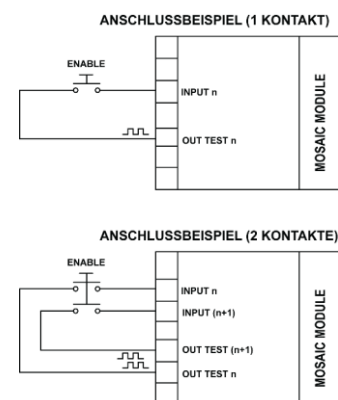 ANSCHLUSSBEISPIEL (1 KONTAKT)
ENABLE
INPUT n
OUT TEST n
MOSAIC MODULE
ANSCHLUSSBEISPIEL (2 KONTAKTE)
ENABLE
INPUT n
INPUT (n+1)
OUT TEST (n+1)
OUT TEST n
MOSAIC MODULE